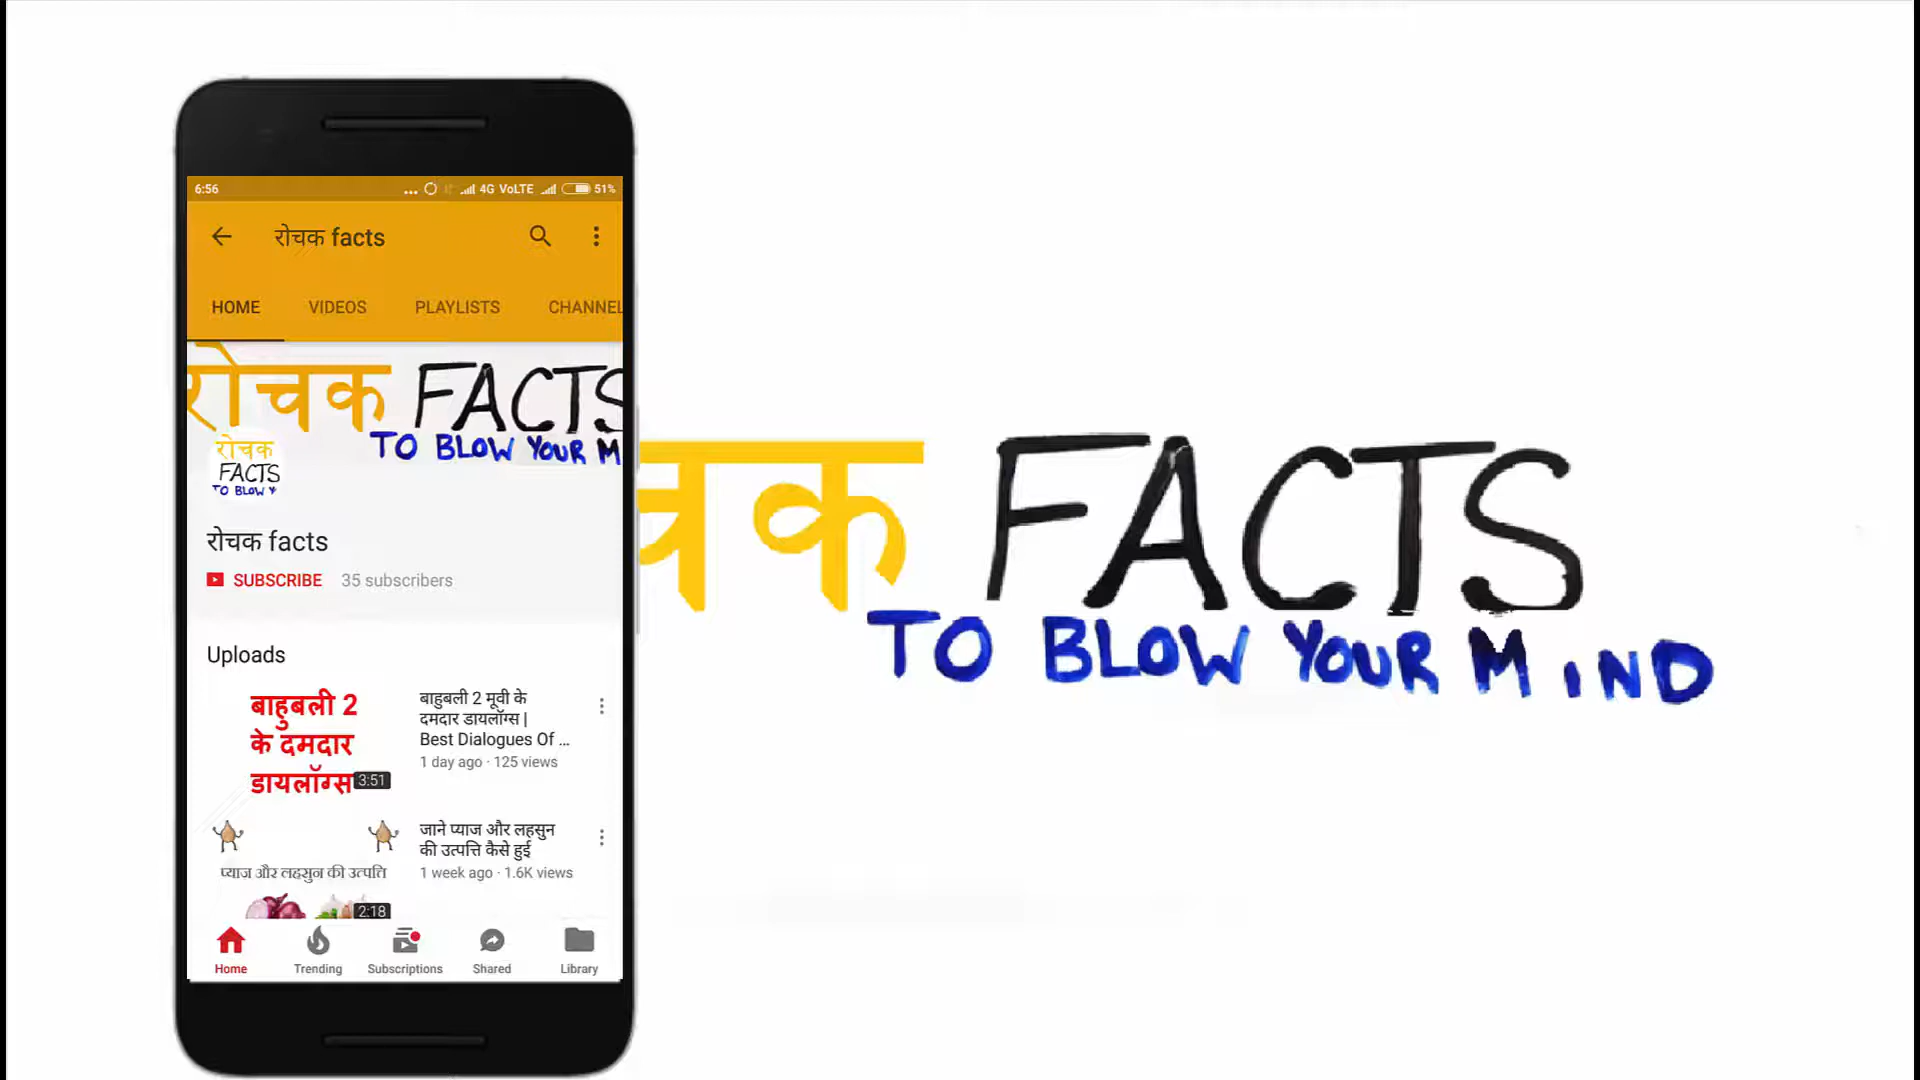 6:56 ... 4G VoLTE 51%
रोचक facts
HOME VIDEOS PLAYLISTS CHANNEL
रोचक FACTS
TO BLOW YOUR M
रोचक
FACTS
TO BLOW Y
रोचक facts
SUBSCRIBE 35 subscribers
Uploads
बाहुबली 2
के दमदार
डायलॉग्स
3:51
बाहुबली 2 मूवी के
दमदार डायलॉग्स |
Best Dialogues Of ...
1 day ago · 125 views
प्याज और लहसुन की उत्पत्ति
2:18
जाने प्याज और लहसुन
की उत्पत्ति कैसे हुई
1 week ago · 1.6K views
Home Trending Subscriptions Shared Library
चक FACTS
TO BLOW YOUR MIND